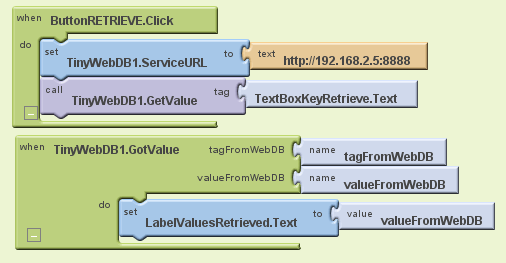 when ButtonRETRIEVE.Click
do set TinyWebDB1.ServiceURL to text http://192.168.2.5:8888
call TinyWebDB1.GetValue tag TextBoxKeyRetrieve.Text
when TinyWebDB1.GotValue tagFromWebDB name tagFromWebDB
valueFromWebDB name valueFromWebDB
do set LabelValuesRetrieved.Text to value valueFromWebDB